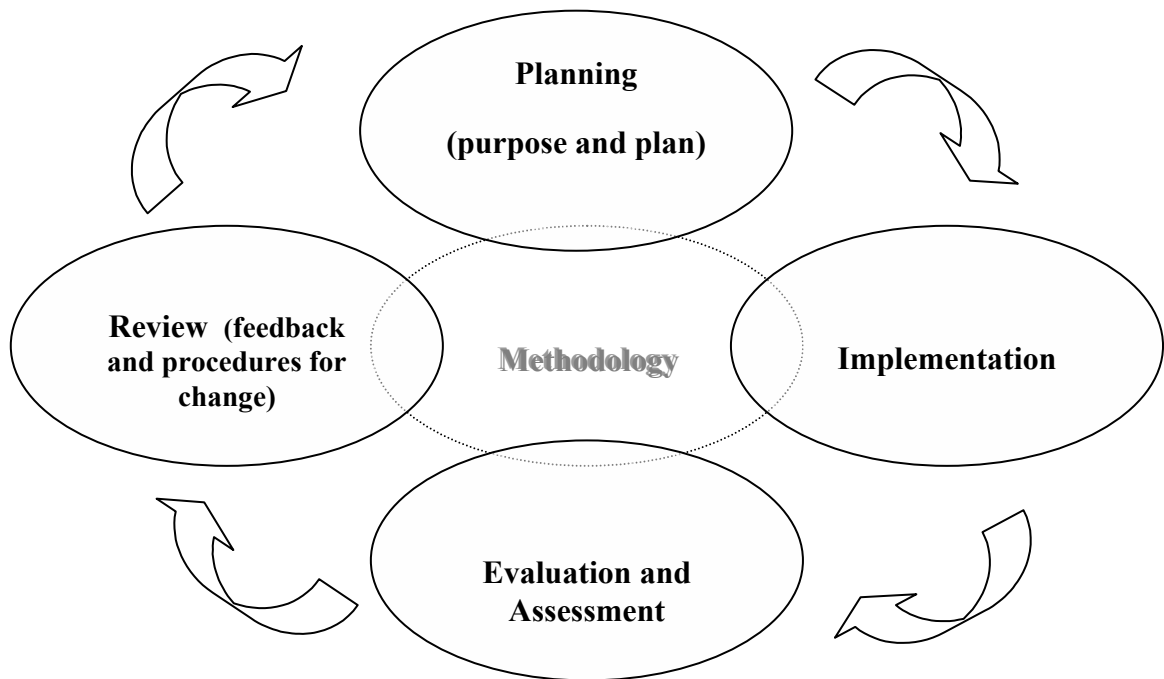 Planning
(purpose and plan)
Review (feedback
and procedures for
change)
Methodology
Implementation
Evaluation and
Assessment